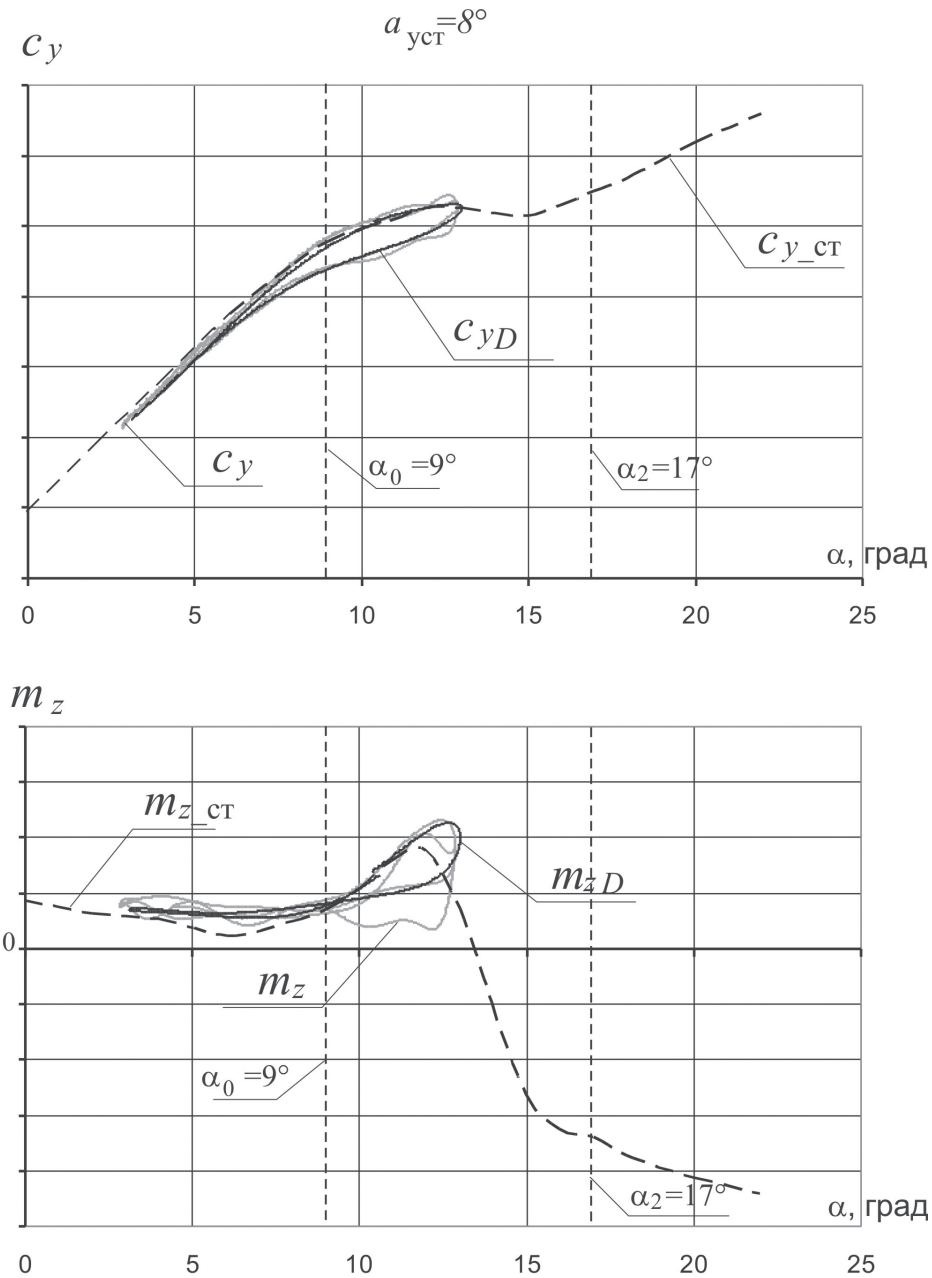 a уст=8°
c y
c y_ст
c yD
c y
α0 =9°
α2=17°
α, град
0 5 10 15 20 25
m z
m z_ст
m zD
0
m z
α0 =9°
α2=17°
α, град
0 5 10 15 20 25